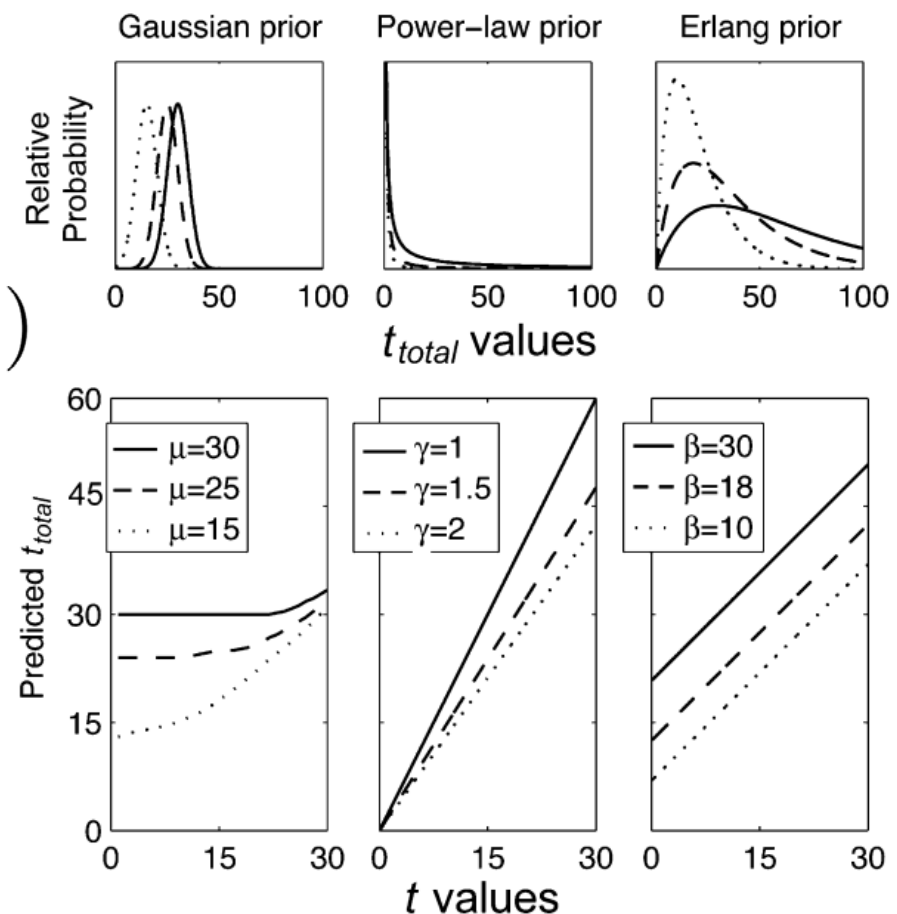 Gaussian prior
Power-law prior
Erlang prior
Relative
Probability
0 50 100
0 50 100
0 50 100
)
t_total values
60
45
30
15
0
Predicted t_total
μ=30
μ=25
μ=15
γ=1
γ=1.5
γ=2
β=30
β=18
β=10
0 15 30
0 15 30
0 15 30
t values